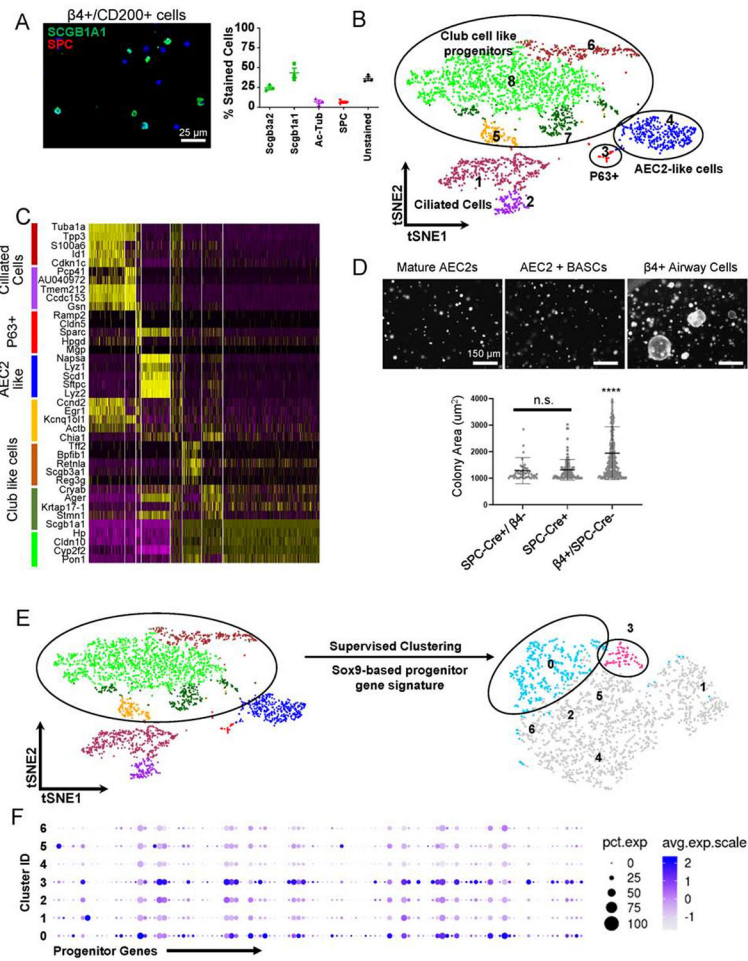 A
β4+/CD200+ cells
SCGB1A1
SPC
25 μm
% Stained Cells
100
75
50
25
0
Scgb3a2
Scgb1a1
Ac-Tub
SPC
Unstained
B
Club cell like
progenitors
6
8
5
7
4
3
P63+
AEC2-like cells
1
Ciliated Cells
2
tSNE2
tSNE1
C
Cilliated
Cells
P63+
AEC2
like
Club like cells
Tuba1a
Tpp3
S100a6
Id1
Cdkn1c
Pcp41
AU040972
Tmem212
Ccdc153
Gsn
Ramp2
Cldn5
Sparc
Hpgd
Mgp
Napsa
Lyz1
Scd1
Sftpc
Lyz2
Ccnd2
Egr1
Kcnq1ol1
Actb
Chia1
Tff2
Bpfib1
Retnla
Scgb3a1
Reg3g
Cryab
Ager
Krtap17-1
Stmn1
Scgb1a1
Hp
Cldn10
Cyp2f2
Pon1
D
Mature AEC2s
AEC2 + BASCs
β4+ Airway Cells
150 μm
Colony Area (um²)
4000
3000
2000
1000
0
n.s.
****
SPC-Cre+/ β4-
SPC-Cre+
β4+/SPC-Cre-
E
tSNE2
tSNE1
Supervised Clustering
Sox9-based progenitor
gene signature
3
0
5
1
2
6
4
F
Cluster ID
6
5
4
3
2
1
0
Progenitor Genes
pct.exp
0
25
50
75
100
avg.exp.scale
2
1
0
-1